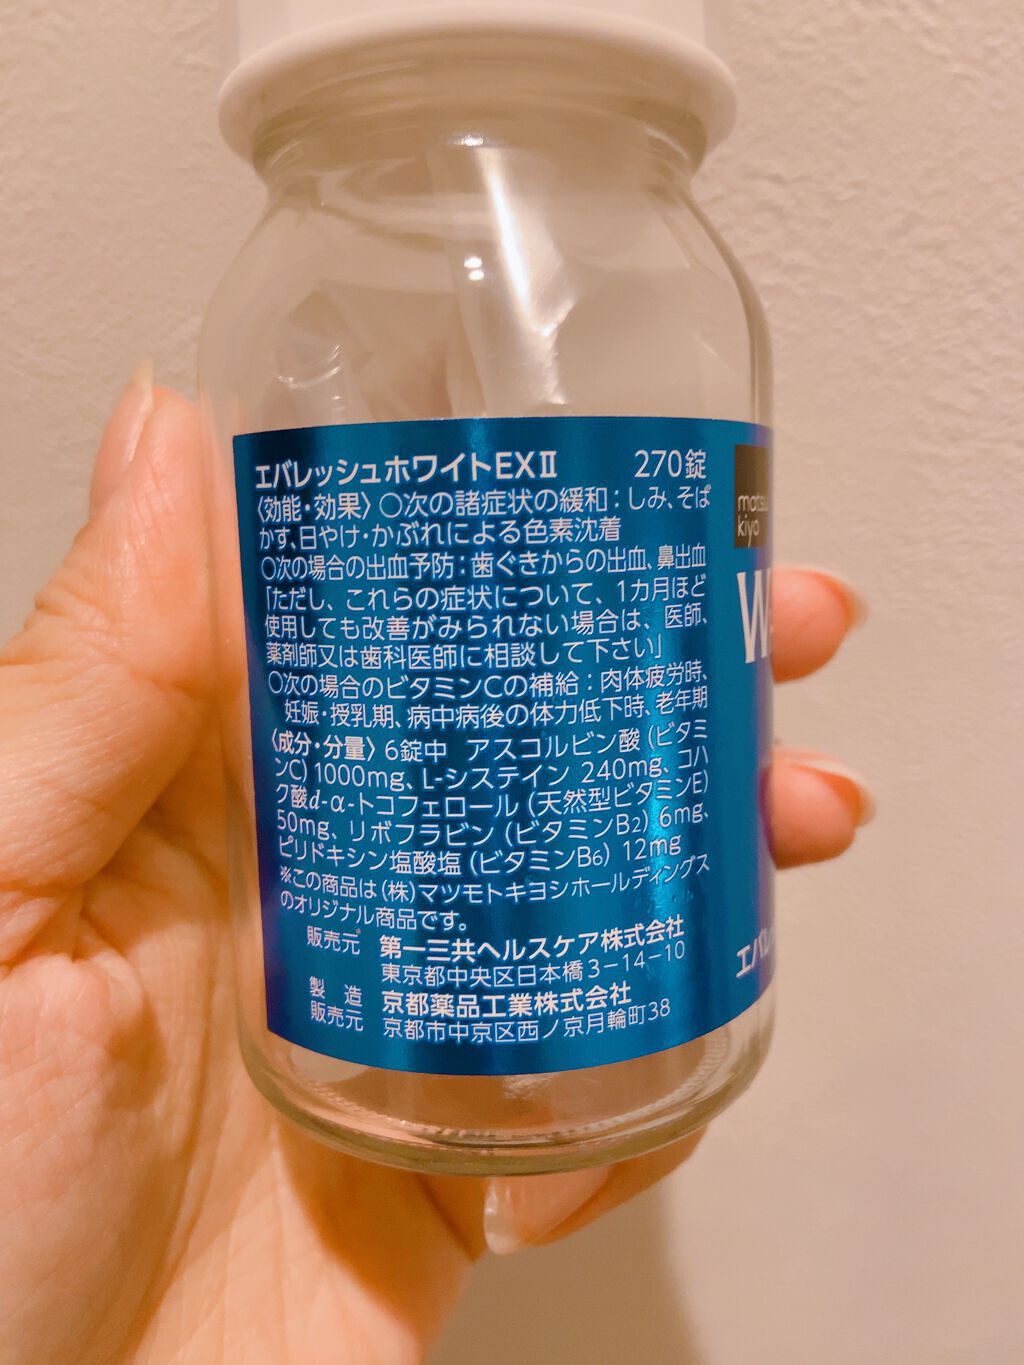 エバレッシュホワイトEXⅡ 270錠
〈効能・効果〉○次の諸症状の緩和：しみ、そば
かす、日やけ・かぶれによる色素沈着
○次の場合の出血予防：歯ぐきからの出血、鼻出血
「ただし、これらの症状について、1カ月ほど
使用しても改善がみられない場合は、医師、
薬剤師又は歯科医師に相談して下さい」
○次の場合のビタミンCの補給：肉体疲労時、
妊娠・授乳期、病中病後の体力低下時、老年期
〈成分・分量〉6錠中 アスコルビン酸（ビタミ
ンC）1000mg、L-システイン 240mg、コハ
ク酸d-α-トコフェロール（天然型ビタミンE）
50mg、リボフラビン（ビタミンB2）6mg、
ピリドキシン塩酸塩（ビタミンB6）12mg
※この商品は（株）マツモトキヨシホールディングス
のオリジナル商品です。
販売元 第一三共ヘルスケア株式会社
東京都中央区日本橋3-14-10
製造 京都薬品工業株式会社
販売元 京都市中京区西ノ京月輪町38
matsu
kiyo
W
エバレ